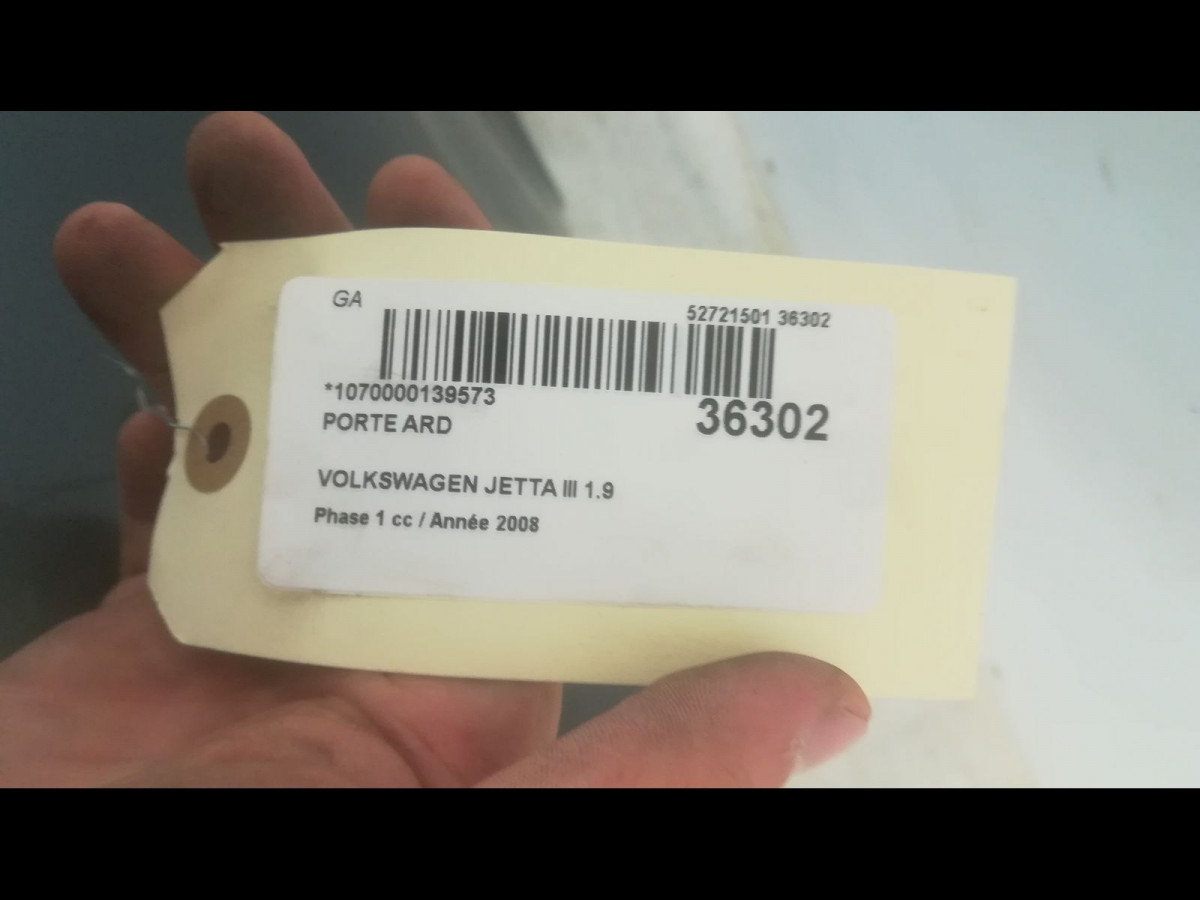 GA
52721501 36302
*1070000139573
36302
PORTE ARD
VOLKSWAGEN JETTA III 1.9
Phase 1 cc / Année 2008